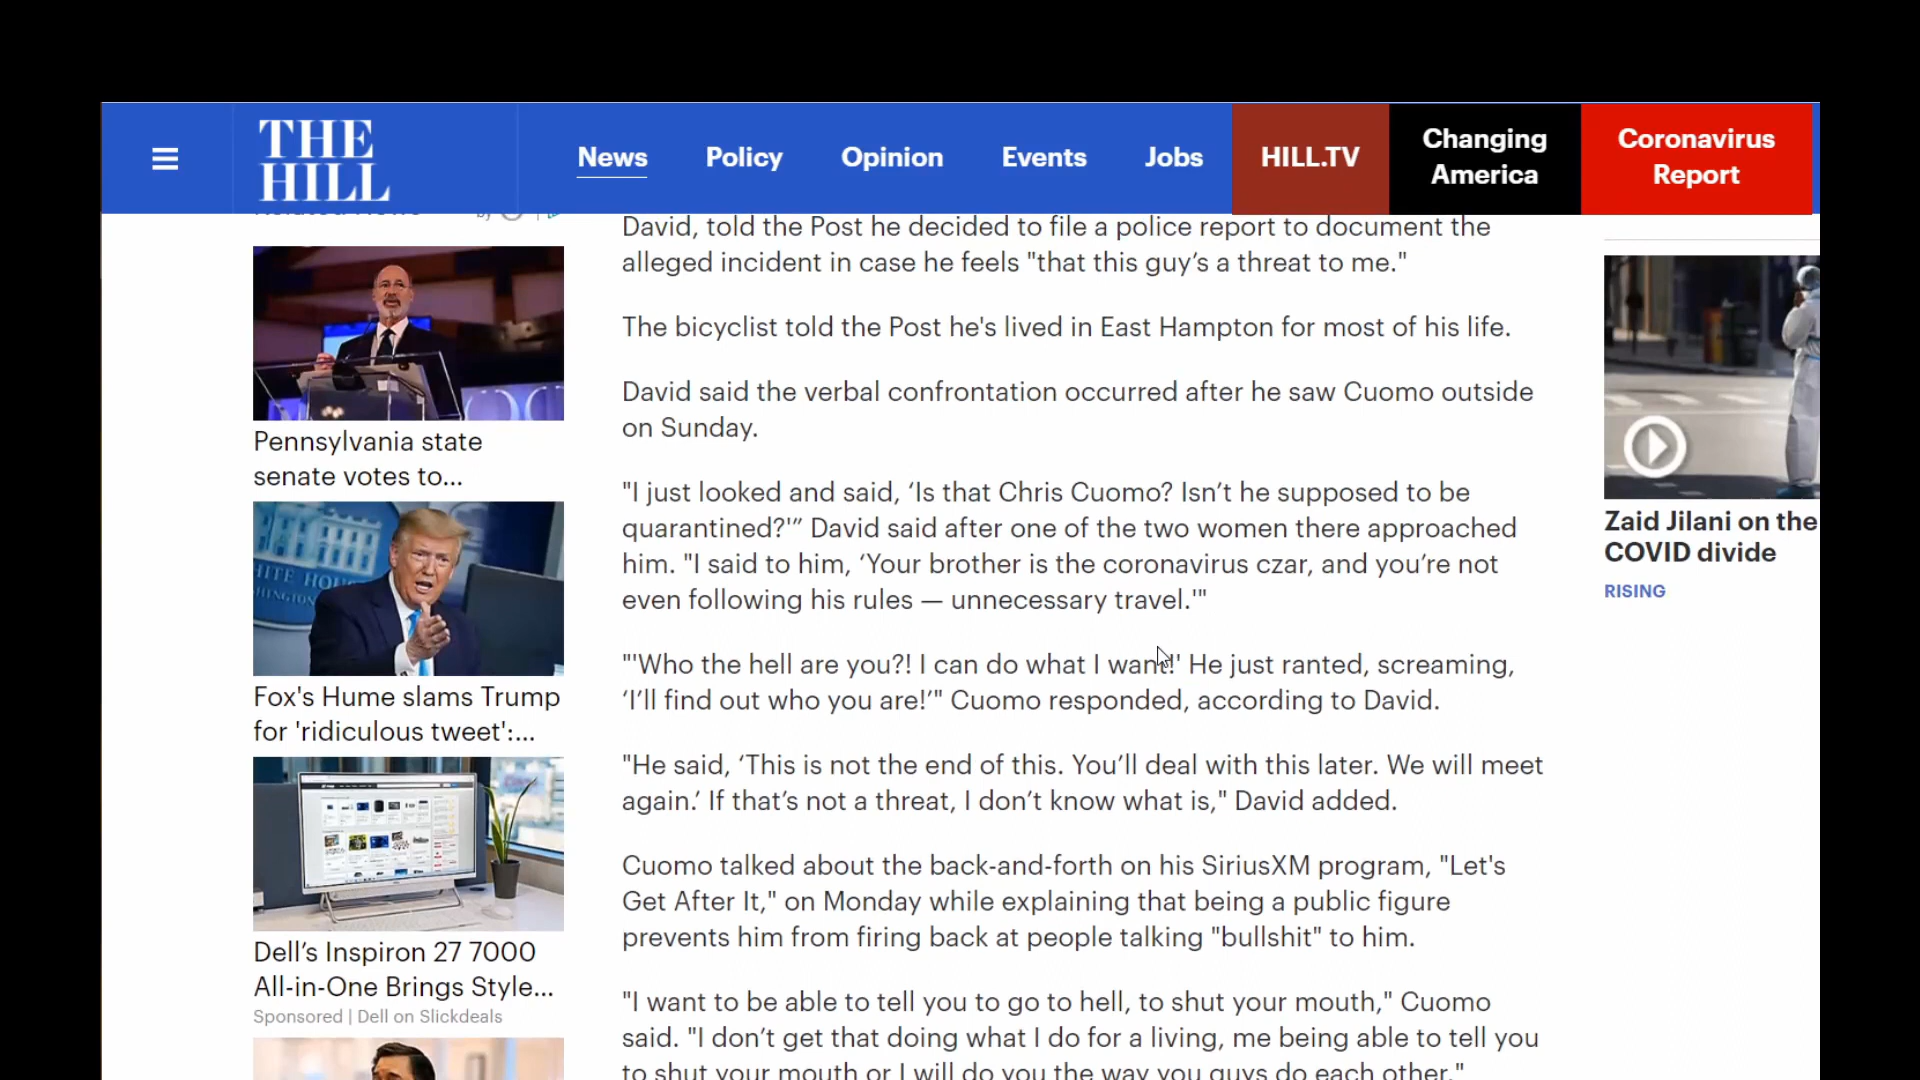 THE
HILL
News
Policy
Opinion
Events
Jobs
HILL.TV
Changing
America
Coronavirus
Report
Related News
by
Pennsylvania state
senate votes to...
Fox's Hume slams Trump
for 'ridiculous tweet':...
Dell’s Inspiron 27 7000
All-in-One Brings Style...
Sponsored | Dell on Slickdeals
David, told the Post he decided to file a police report to document the
alleged incident in case he feels "that this guy’s a threat to me."
The bicyclist told the Post he's lived in East Hampton for most of his life.
David said the verbal confrontation occurred after he saw Cuomo outside
on Sunday.
"I just looked and said, ‘Is that Chris Cuomo? Isn’t he supposed to be
quarantined?'” David said after one of the two women there approached
him. "I said to him, ‘Your brother is the coronavirus czar, and you’re not
even following his rules — unnecessary travel.'"
"'Who the hell are you?! I can do what I want!' He just ranted, screaming,
‘I’ll find out who you are!’" Cuomo responded, according to David.
"He said, ‘This is not the end of this. You’ll deal with this later. We will meet
again.’ If that’s not a threat, I don’t know what is," David added.
Cuomo talked about the back-and-forth on his SiriusXM program, "Let's
Get After It," on Monday while explaining that being a public figure
prevents him from firing back at people talking "bullshit" to him.
"I want to be able to tell you to go to hell, to shut your mouth," Cuomo
said. "I don’t get that doing what I do for a living, me being able to tell you
to shut your mouth or I will do you the way you guys do each other."
Zaid Jilani on the
COVID divide
RISING